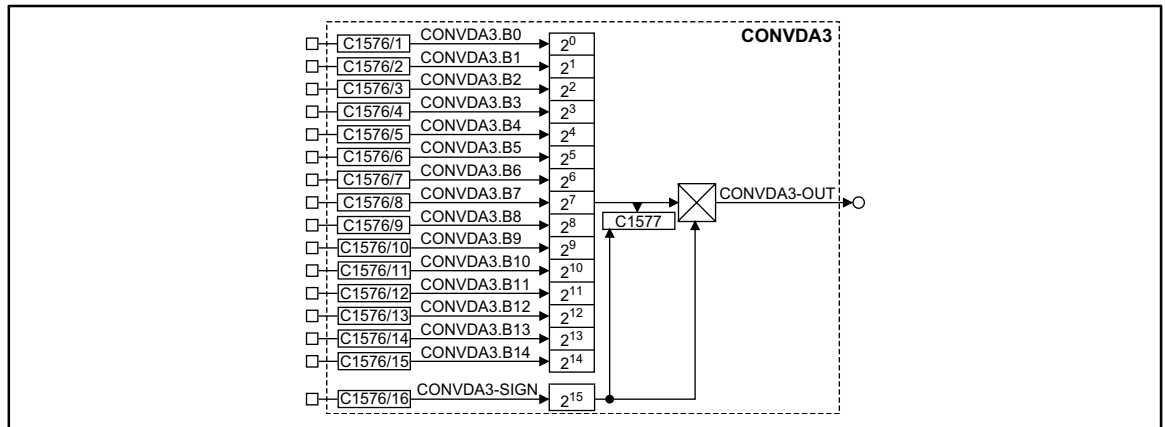 CONVDA3
C1576/1 CONVDA3.B0 2⁰
C1576/2 CONVDA3.B1 2¹
C1576/3 CONVDA3.B2 2²
C1576/4 CONVDA3.B3 2³
C1576/5 CONVDA3.B4 2⁴
C1576/6 CONVDA3.B5 2⁵
C1576/7 CONVDA3.B6 2⁶
C1576/8 CONVDA3.B7 2⁷ CONVDA3-OUT
C1576/9 CONVDA3.B8 2⁸ C1577
C1576/10 CONVDA3.B9 2⁹
C1576/11 CONVDA3.B10 2¹⁰
C1576/12 CONVDA3.B11 2¹¹
C1576/13 CONVDA3.B12 2¹²
C1576/14 CONVDA3.B13 2¹³
C1576/15 CONVDA3.B14 2¹⁴
C1576/16 CONVDA3-SIGN 2¹⁵